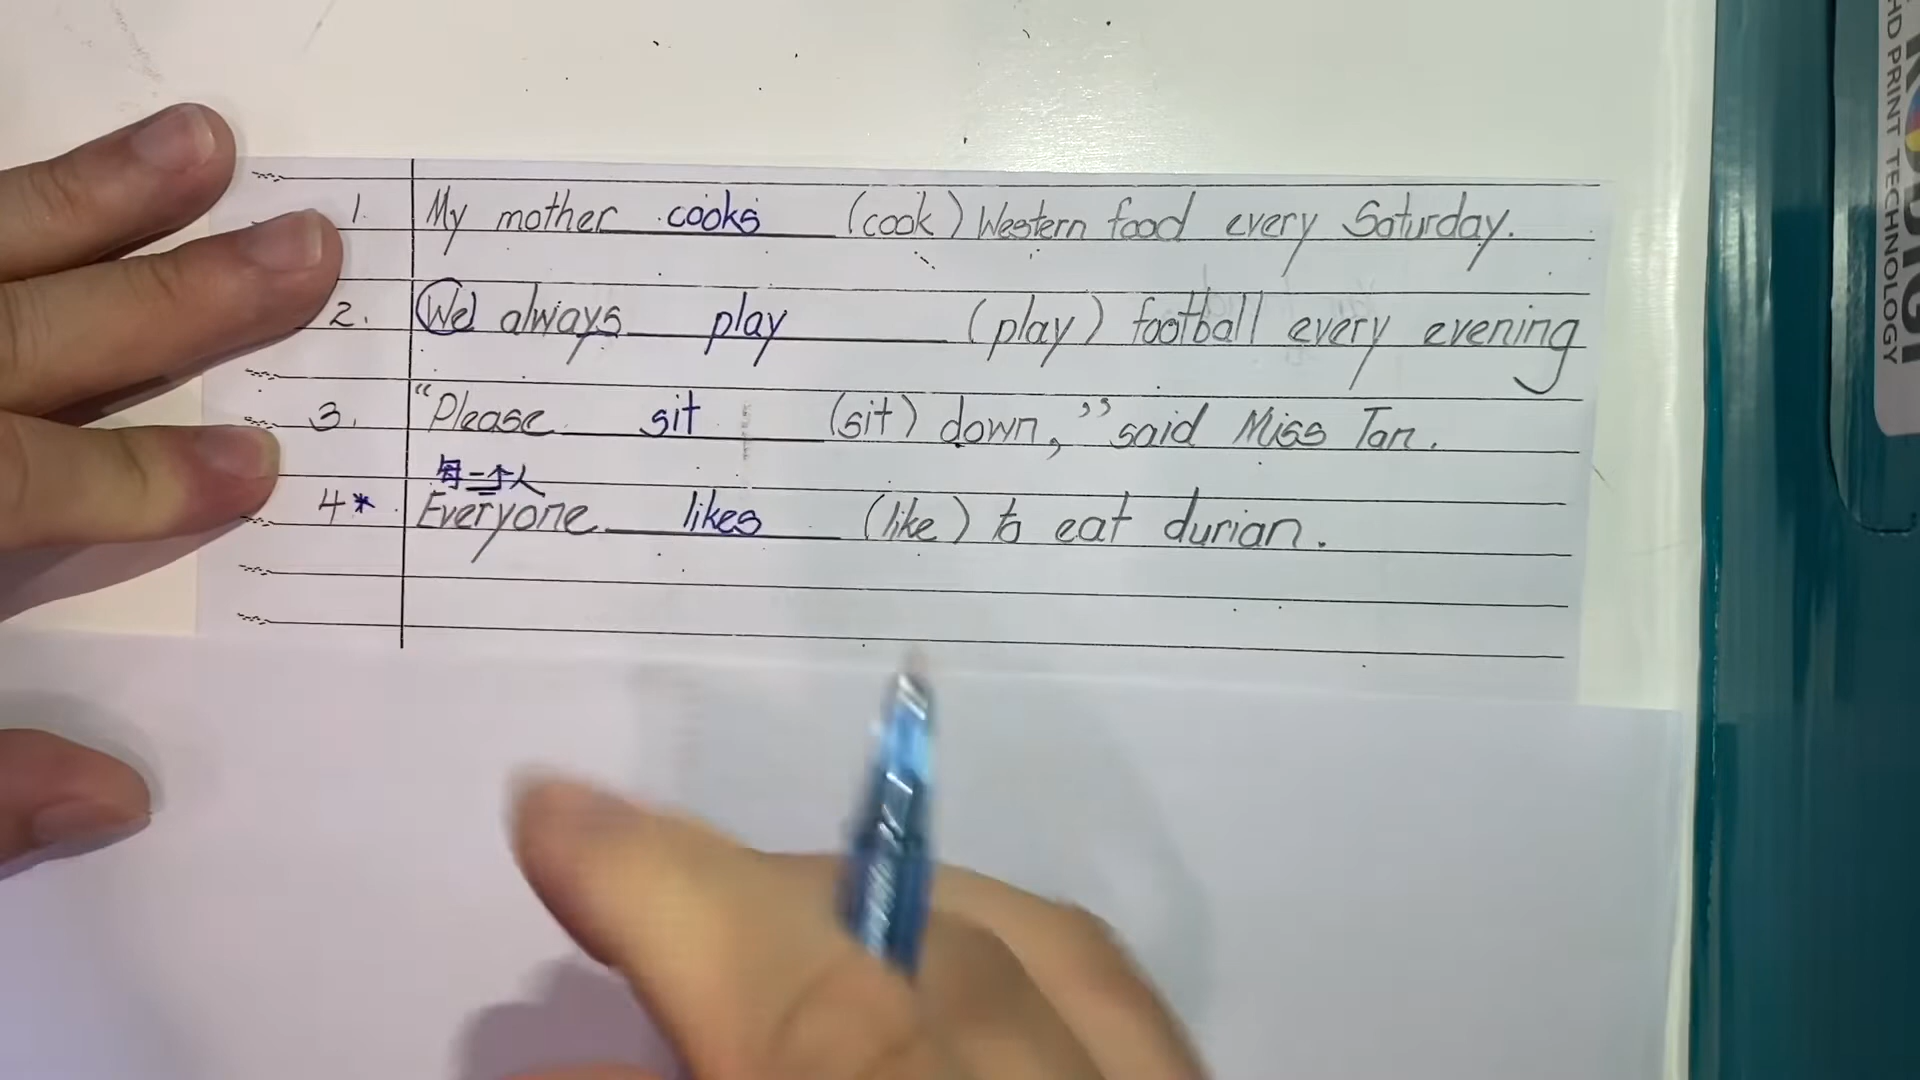 1. My mother cooks (cook) Western food every Saturday.
2. We always play (play) football every evening
3. "Please sit (sit) down," said Miss Tan.
每一个人
4* Everyone likes (like) to eat durian.
HD PRINT TECHNOLOGY